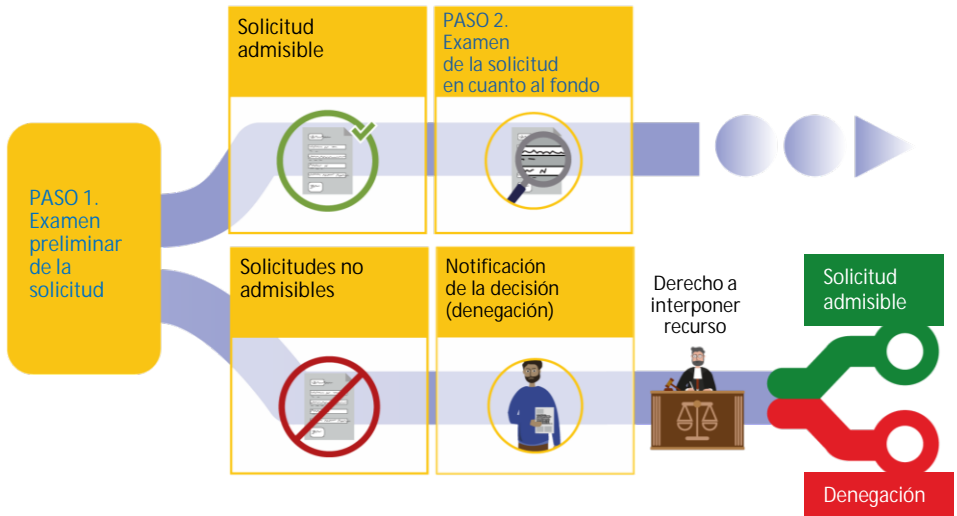 PASO 1.
Examen
preliminar
de la
solicitud
Solicitud
admisible
PASO 2.
Examen
de la solicitud
en cuanto al fondo
Solicitudes no
admisibles
Notificación
de la decisión
(denegación)
Derecho a
interponer
recurso
Solicitud
admisible
Denegación